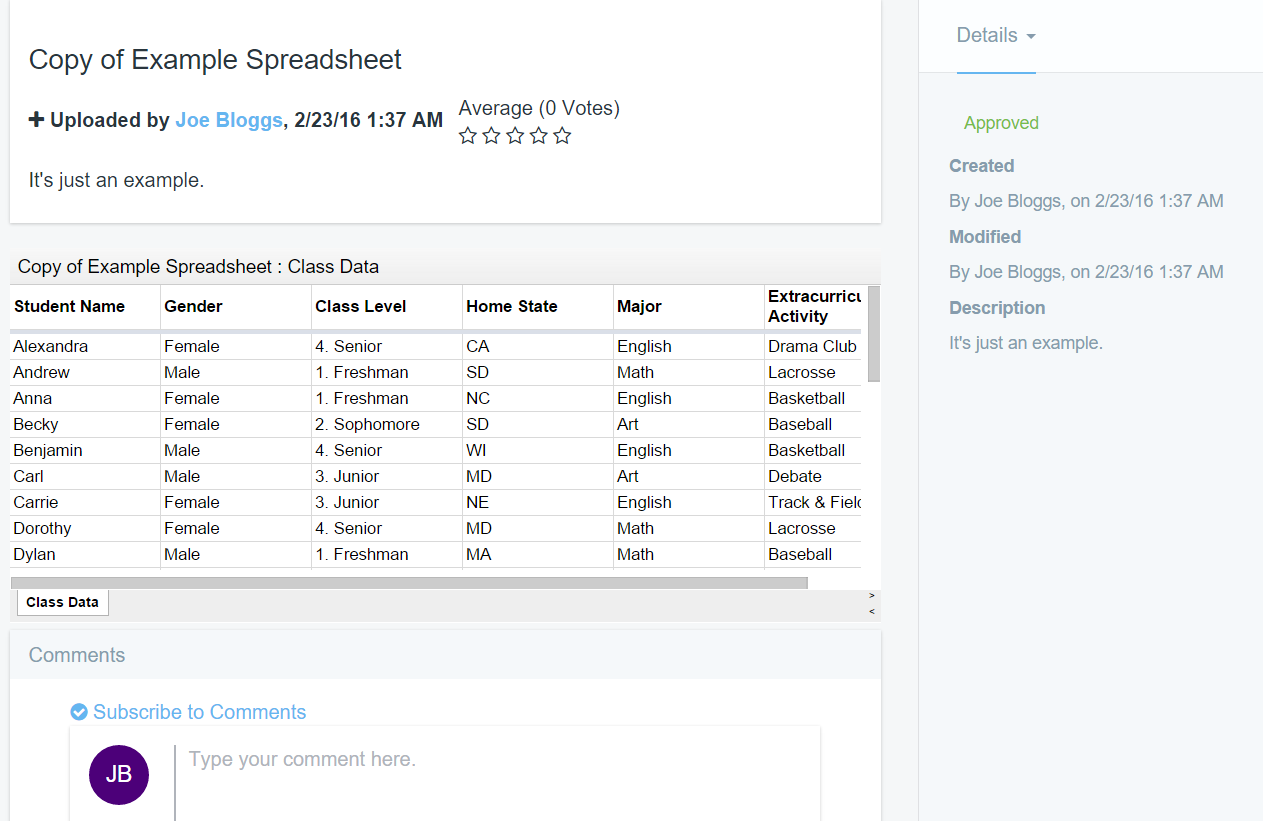 Copy of Example Spreadsheet
Uploaded by Joe Bloggs, 2/23/16 1:37 AM
Average (0 Votes)
It's just an example.
Copy of Example Spreadsheet : Class Data
Student Name Gender Class Level Home State Major Extracurricu Activity
Alexandra Female 4. Senior CA English Drama Club
Andrew Male 1. Freshman SD Math Lacrosse
Anna Female 1. Freshman NC English Basketball
Becky Female 2. Sophomore SD Art Baseball
Benjamin Male 4. Senior WI English Basketball
Carl Male 3. Junior MD Art Debate
Carrie Female 3. Junior NE English Track & Field
Dorothy Female 4. Senior MD Math Lacrosse
Dylan Male 1. Freshman MA Math Baseball
Class Data
>
<
Comments
Subscribe to Comments
JB
Type your comment here.
Details
Approved
Created
By Joe Bloggs, on 2/23/16 1:37 AM
Modified
By Joe Bloggs, on 2/23/16 1:37 AM
Description
It's just an example.